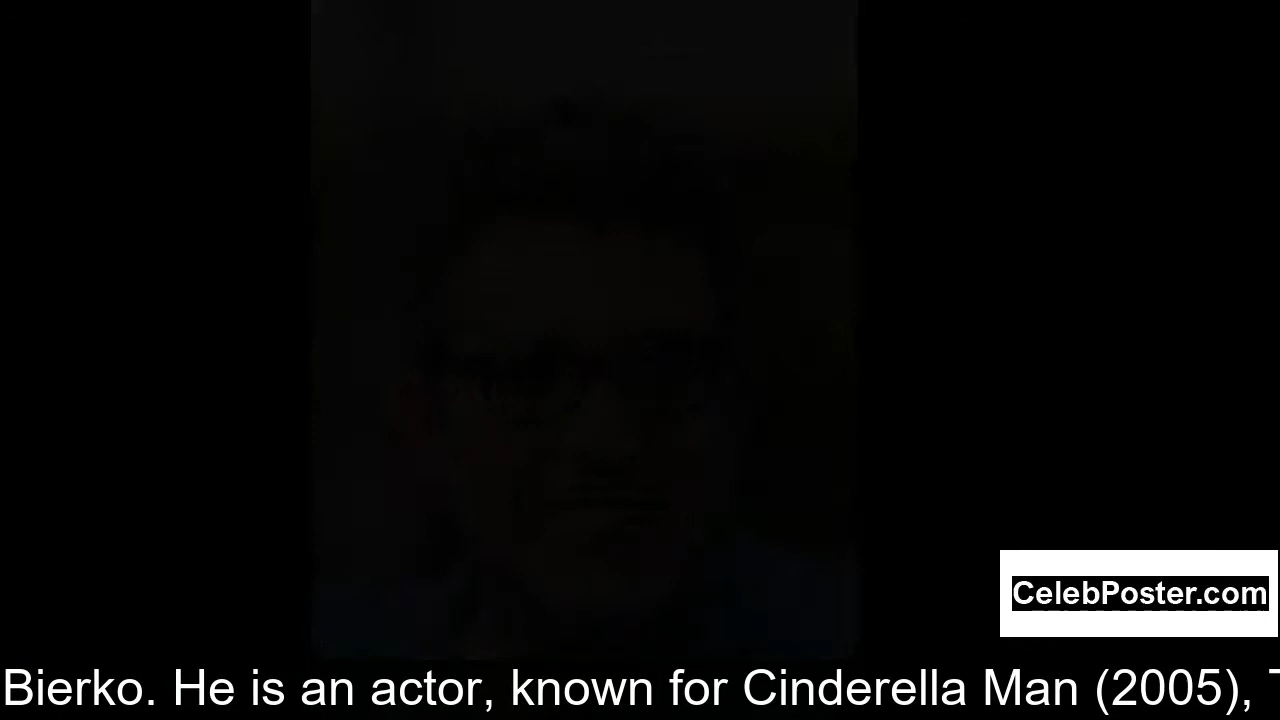 CelebPoster.com
Bierko. He is an actor, known for Cinderella Man (2005),